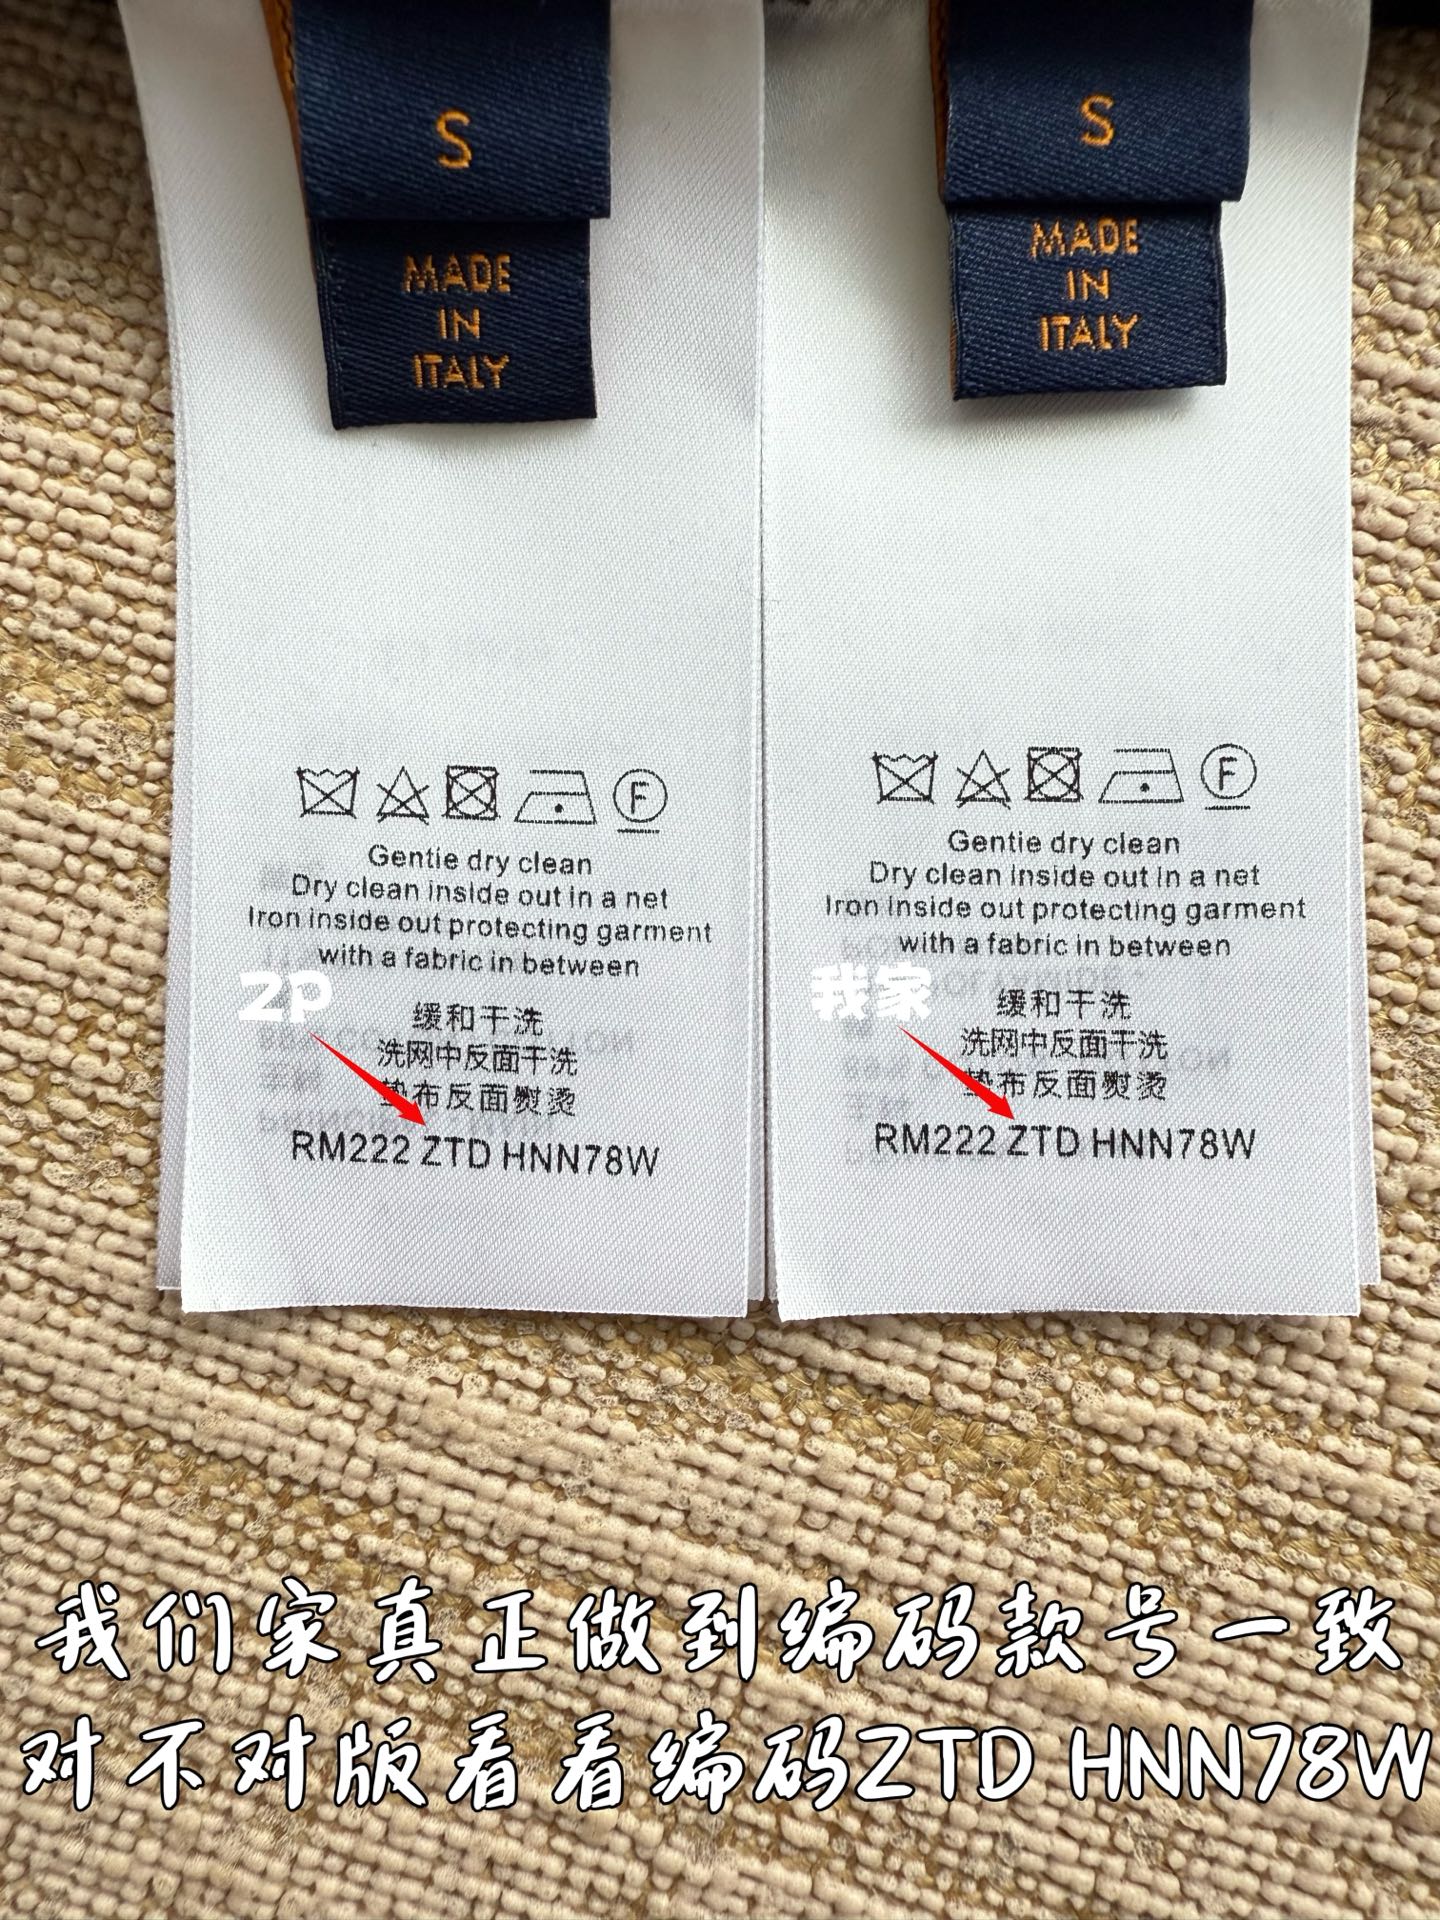 S
MADE
IN
ITALY
S
MADE
IN
ITALY
F
Gentie dry clean
Dry clean inside out in a net
Iron inside out protecting garment
with a fabric in between
2P
缓和干洗
洗网中反面干洗
垫布反面熨烫
RM222 ZTD HNN78W
F
Gentle dry clean
Dry clean inside out in a net
Iron inside out protecting garment
with a fabric in between
我家
缓和干洗
洗网中反面干洗
垫布反面熨烫
RM222 ZTD HNN78W
我们家真正做到编码款号一致
对不对版看看编码ZTD HNN78W